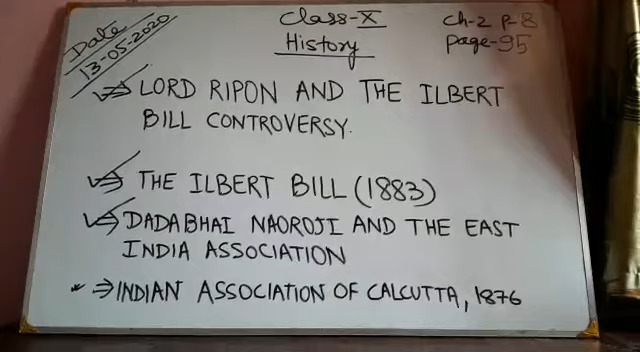 Date
13-05-2020
Class-X
History
Ch-2 P-8
page-95
⇒ LORD RIPON AND THE ILBERT
BILL CONTROVERSY.
⇒ THE ILBERT BILL (1883)
⇒ DADABHAI NAOROJI AND THE EAST
INDIA ASSOCIATION
⇒ INDIAN ASSOCIATION OF CALCUTTA, 1876